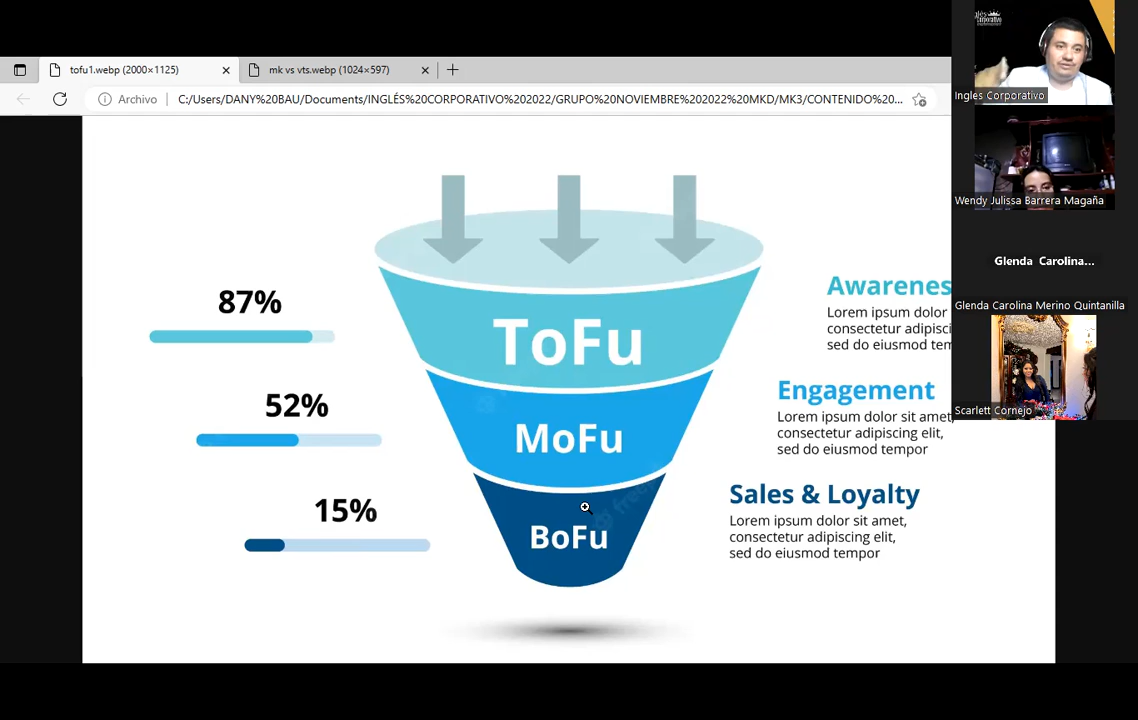 tofu1.webp (2000×1125)
mk vs vts.webp (1024×597)
Archivo
C:/Users/DANY%20BAU/Documents/INGLÉS%20CORPORATIVO%202022/GRUPO%20NOVIEMBRE%202022%20MKD/MK3/CONTENIDO%20...
87%
52%
15%
ToFu
MoFu
BoFu
Awarenes
Lorem ipsum dolor
consectetur adipisci
sed do eiusmod tem
Engagement
Lorem ipsum dolor sit amet,
consectetur adipiscing elit,
sed do eiusmod tempor
Sales & Loyalty
Lorem ipsum dolor sit amet,
consectetur adipiscing elit,
sed do eiusmod tempor
Ingles Corporativo
Wendy Julissa Barrera Magaña
Glenda Carolina...
Glenda Carolina Merino Quintanilla
Scarlett Cornejo